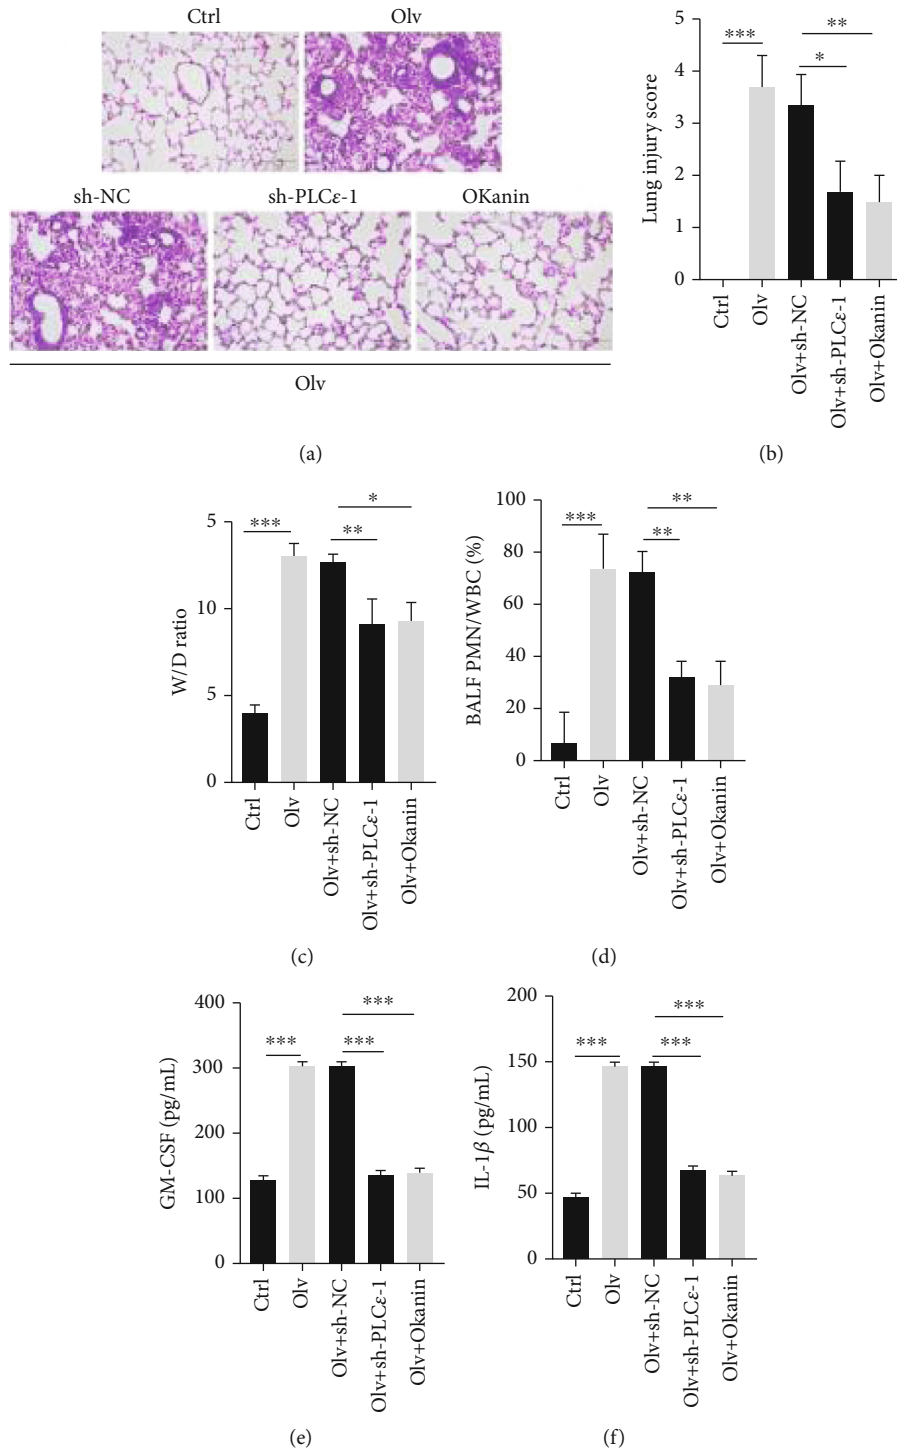 Ctrl
Olv
sh-NC
sh-PLCε-1
OKanin
Olv
(a)
Lung injury score
5
4
3
2
1
0
***
**
*
Ctrl
Olv
Olv+sh-NC
Olv+sh-PLCε-1
Olv+Okanin
(b)
W/D ratio
5
10
5
0
***
*
**
Ctrl
Olv
Olv+sh-NC
Olv+sh-PLCε-1
Olv+Okanin
(c)
BALF PMN/WBC (%)
100
80
60
40
20
0
***
**
**
Ctrl
Olv
Olv+sh-NC
Olv+sh-PLCε-1
Olv+Okanin
(d)
GM-CSF (pg/mL)
400
300
200
100
0
***
***
***
Ctrl
Olv
Olv+sh-NC
Olv+sh-PLCε-1
Olv+Okanin
(e)
IL-1β (pg/mL)
200
150
100
50
0
***
***
***
Ctrl
Olv
Olv+sh-NC
Olv+sh-PLCε-1
Olv+Okanin
(f)